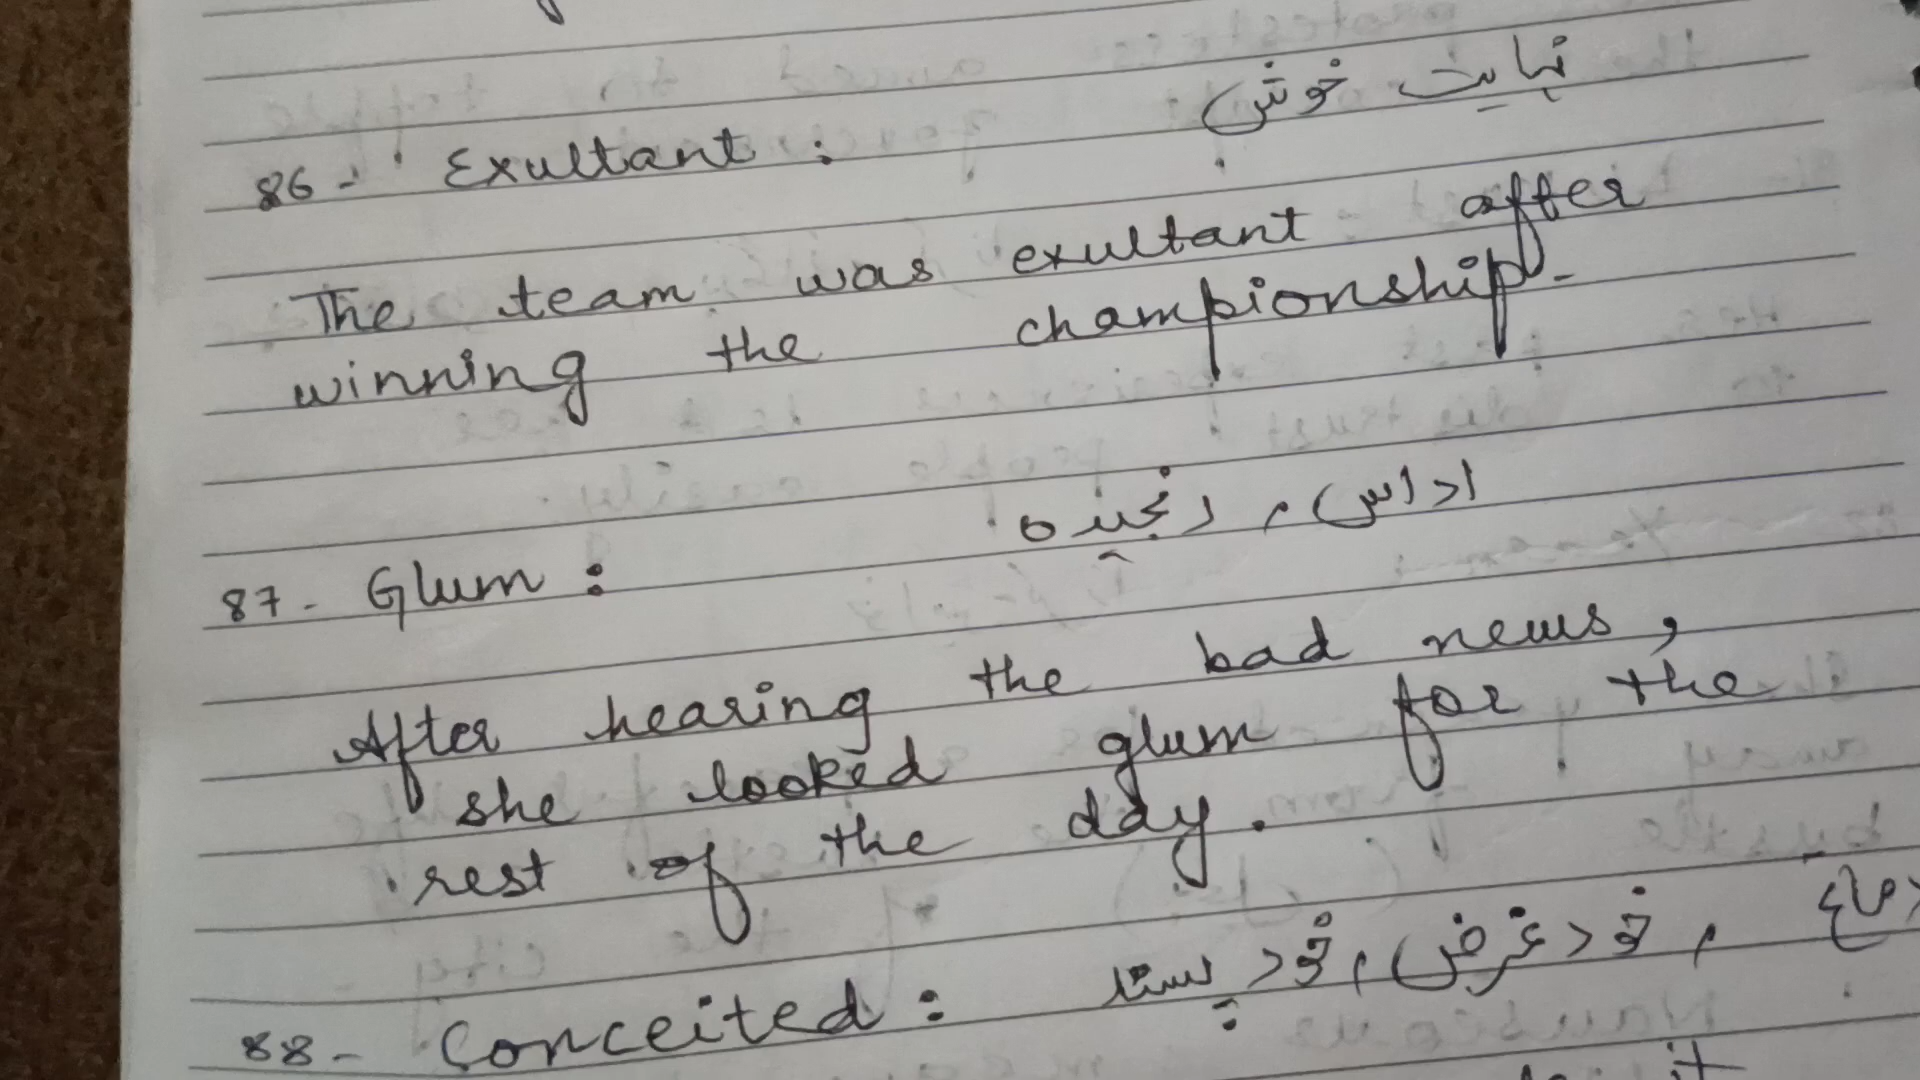 86- Exultant : نہایت خوش
The team was exultant after
winning the championship-
87- Glum : اداس، رنجیدہ
After hearing the bad news,
she looked glum for the
rest of the day.
88- Conceited : خود غرض، خود پسند